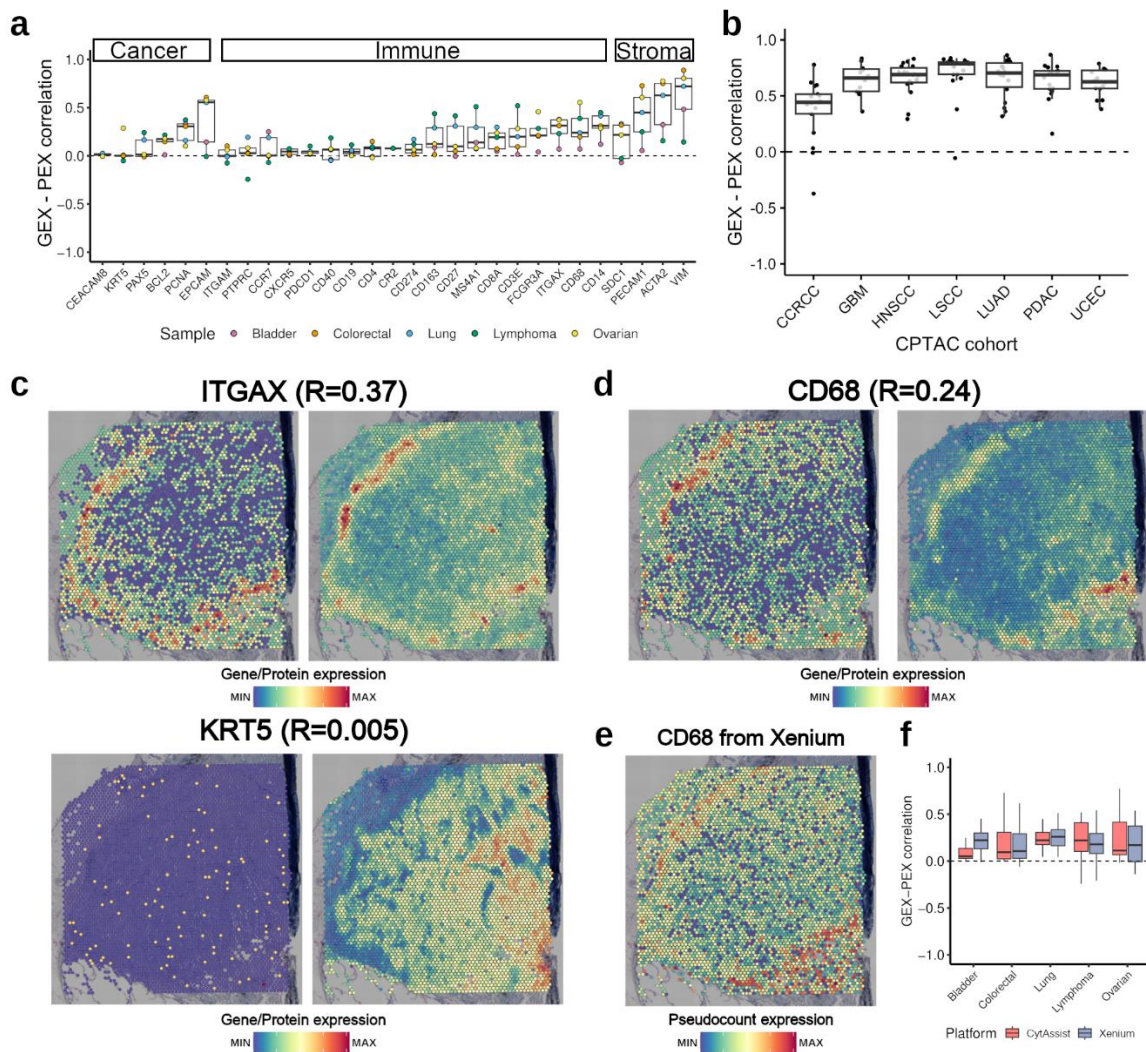 a
Cancer Immune Stroma
1.0
0.5
0.0
0.5
1.0
GEX - PEX correlation
CEACAM8 KRT5 PAX5 BCL2 PCNA EPCAM ITGAM PTPRC CCR7 CXCR5 PDCD1 CD40 CD19 CD4 CR2 CD274 CD163 CD27 MS4A1 CD8A CD3E FCGR3A ITGAX CD68 CD14 SDC1 PECAM1 ACTA2 VIM
Sample Bladder Colorectal Lung Lymphoma Ovarian
b
1.0
0.5
0.0
0.5
1.0
GEX - PEX correlation
CCRCC GBM HNSCC LSCC LUAD PDAC UCEC
CPTAC cohort
c
ITGAX (R=0.37)
Gene/Protein expression
MIN MAX
KRT5 (R=0.005)
Gene/Protein expression
MIN MAX
d
CD68 (R=0.24)
Gene/Protein expression
MIN MAX
e
CD68 from Xenium
Pseudocount expression
MIN MAX
f
1.0
0.5
0.0
0.5
1.0
GEX-PEX correlation
Bladder Colorectal Lung Lymphoma Ovarian
Platform CytAssist Xenium